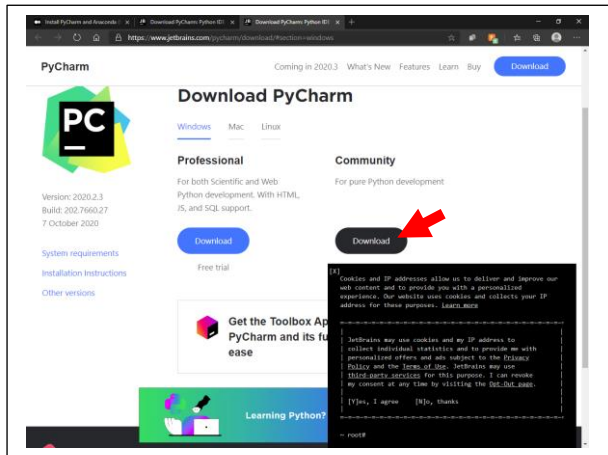 Install PyCharm and Anaconda (
Download PyCharm: Python IDE
Download PyCharm: Python IDE
https://www.jetbrains.com/pycharm/download/#section=windows
PyCharm
Coming in 2020.3 What's New Features Learn Buy Download
PC
Download PyCharm
Windows Mac Linux
Professional
Community
For both Scientific and Web
Python development. With HTML,
JS, and SQL support.
For pure Python development
Version: 2020.2.3
Build: 202.7660.27
7 October 2020
Download
Download
System requirements
Installation Instructions
Other versions
Free trial
Get the Toolbox Ap
PyCharm and its fu
ease
Learning Python?
[X]
Cookies and IP addresses allow us to deliver and improve our
web content and to provide you with a personalized
experience. Our website uses cookies and collects your IP
address for these purposes. Learn more
JetBrains may use cookies and my IP address to
collect individual statistics and to provide me with
personalized offers and ads subject to the Privacy
Policy and the Terms of Use. JetBrains may use
third-party services for this purpose. I can revoke
my consent at any time by visiting the Opt-Out page.
[Y]es, I agree [N]o, thanks
~ root#